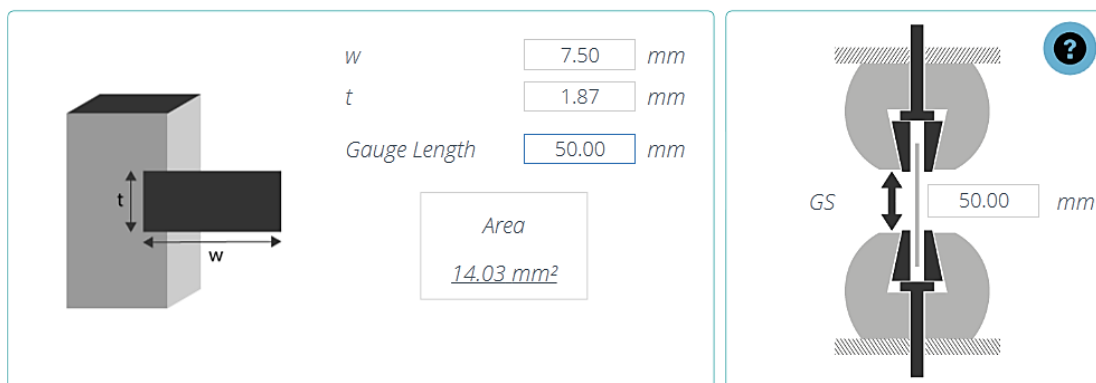 w 7.50 mm
t 1.87 mm
Gauge Length 50.00 mm
t
w
Area
14.03 mm²
?
GS 50.00 mm